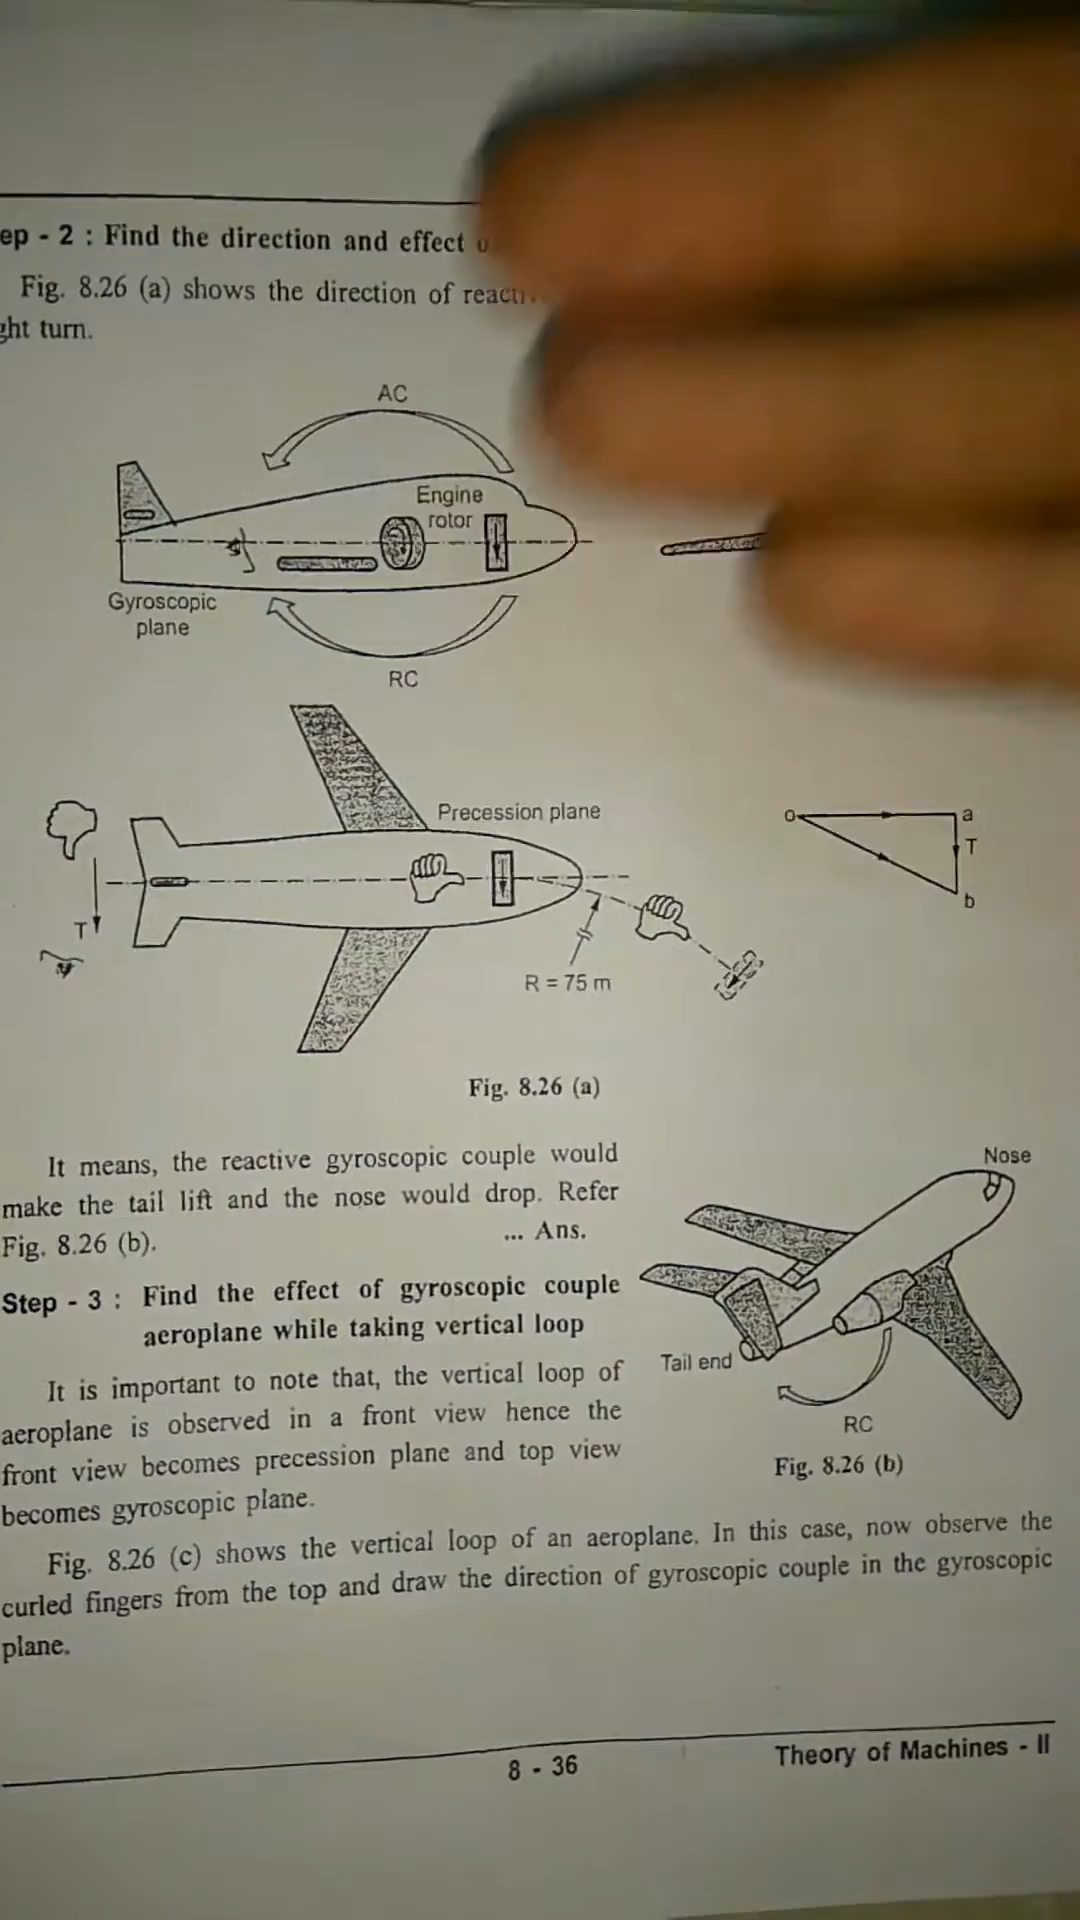 ep - 2 : Find the direction and effect
Fig. 8.26 (a) shows the direction of
ght turn.
AC
Engine
rotor
Gyroscopic
plane
RC
Precession plane
o
a
T
b
T
R = 75 m
Fig. 8.26 (a)
It means, the reactive gyroscopic couple would
make the tail lift and the nose would drop. Refer
Fig. 8.26 (b).
... Ans.
Step - 3 : Find the effect of gyroscopic couple
aeroplane while taking vertical loop
It is important to note that, the vertical loop of
aeroplane is observed in a front view hence the
front view becomes precession plane and top view
becomes gyroscopic plane.
Nose
Tail end
RC
Fig. 8.26 (b)
Fig. 8.26 (c) shows the vertical loop of an aeroplane. In this case, now observe the
curled fingers from the top and draw the direction of gyroscopic couple in the gyroscopic
plane.
8 - 36
Theory of Machines - II